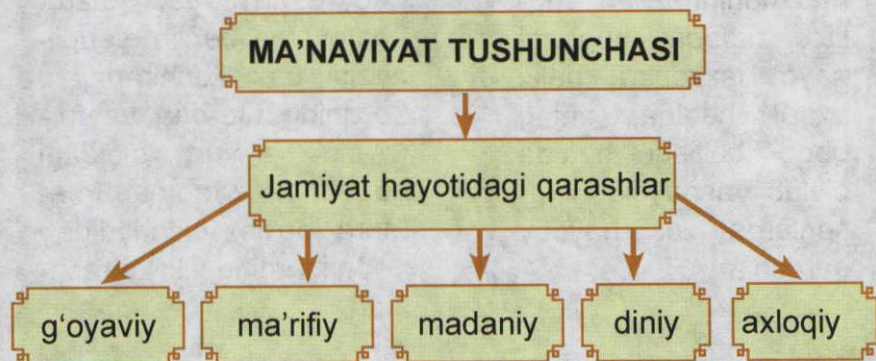 MA’NAVIYAT TUSHUNCHASI
Jamiyat hayotidagi qarashlar
g‘oyaviy
ma’rifiy
madaniy
diniy
axloqiy